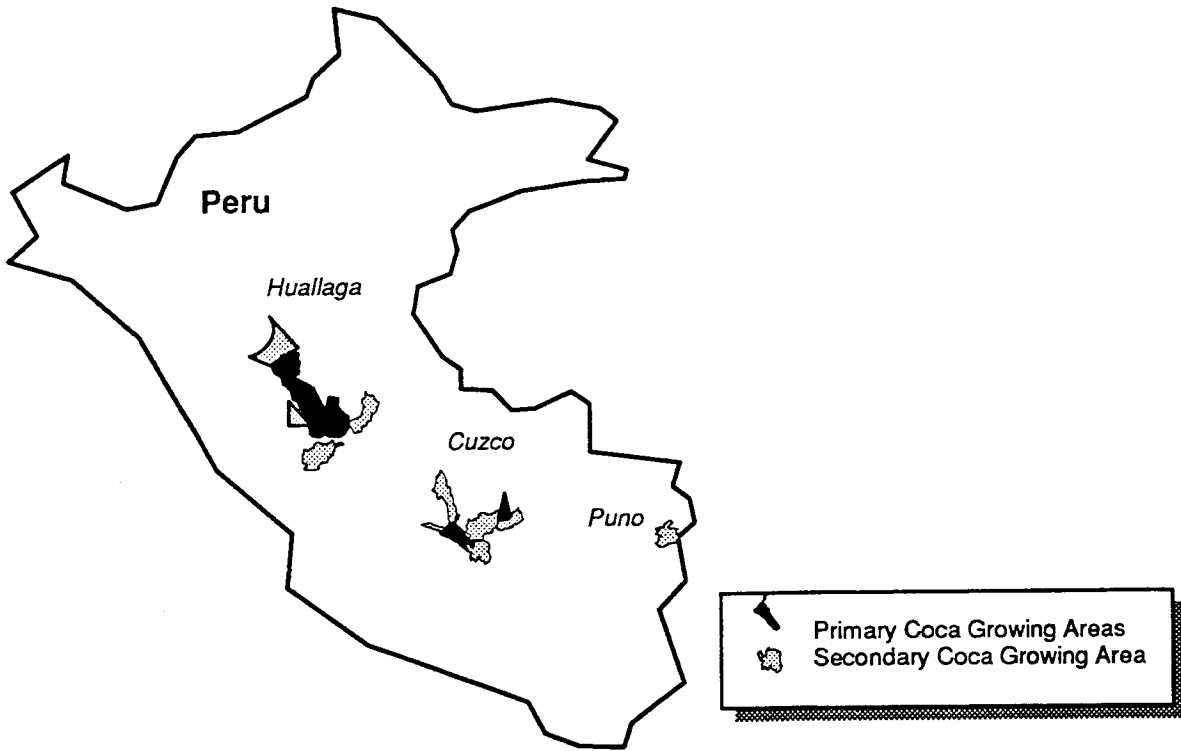 Peru
Huallaga
Cuzco
Puno
Primary Coca Growing Areas
Secondary Coca Growing Area